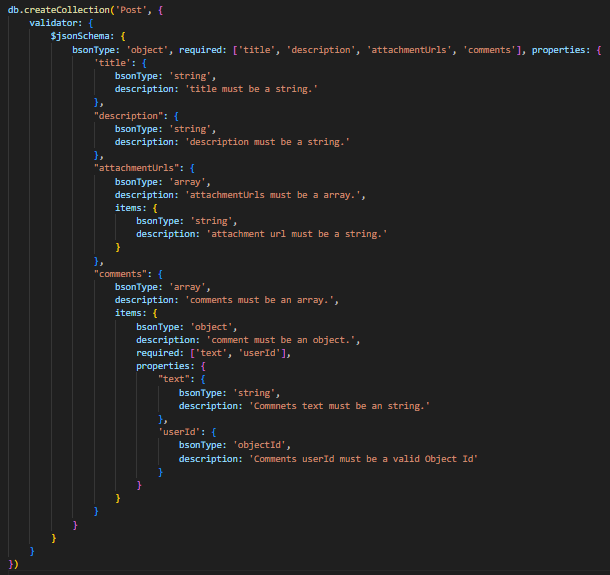 db.createCollection('Post', {
    validator: {
        $jsonSchema: {
            bsonType: 'object', required: ['title', 'description', 'attachmentUrls', 'comments'], properties: {
                'title': {
                    bsonType: 'string',
                    description: 'title must be a string.'
                },
                "description": {
                    bsonType: 'string',
                    description: 'description must be a string.'
                },
                "attachmentUrls": {
                    bsonType: 'array',
                    description: 'attachmentUrls must be a array.',
                    items: {
                        bsonType: 'string',
                        description: 'attachment url must be a string.'
                    }
                },
                "comments": {
                    bsonType: 'array',
                    description: 'comments must be an array.',
                    items: {
                        bsonType: 'object',
                        description: 'comment must be an object.',
                        required: ['text', 'userId'],
                        properties: {
                            "text": {
                                bsonType: 'string',
                                description: 'Commnets text must be an string.'
                            },
                            'userId': {
                                bsonType: 'objectId',
                                description: 'Comments userId must be a valid Object Id'
                            }
                        }
                    }
                }
            }
        }
    }
})